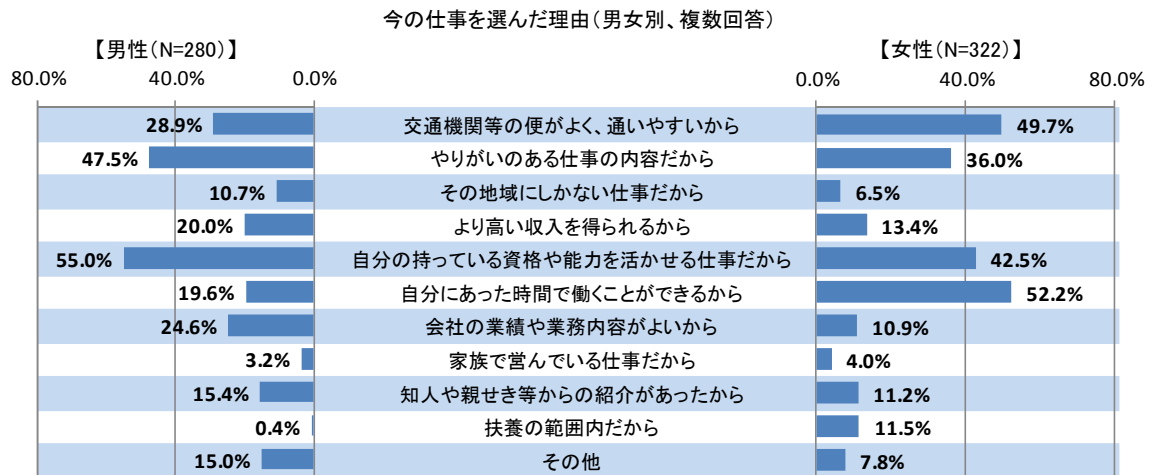 今の仕事を選んだ理由(男女別、複数回答)
【男性(N=280)】 【女性(N=322)】
80.0% 40.0% 0.0% 0.0% 40.0% 80.0%
28.9% 交通機関等の便がよく、通いやすいから 49.7%
47.5% やりがいのある仕事の内容だから 36.0%
10.7% その地域にしかない仕事だから 6.5%
20.0% より高い収入を得られるから 13.4%
55.0% 自分の持っている資格や能力を活かせる仕事だから 42.5%
19.6% 自分にあった時間で働くことができるから 52.2%
24.6% 会社の業績や業務内容がよいから 10.9%
3.2% 家族で営んでいる仕事だから 4.0%
15.4% 知人や親せき等からの紹介があったから 11.2%
0.4% 扶養の範囲内だから 11.5%
15.0% その他 7.8%